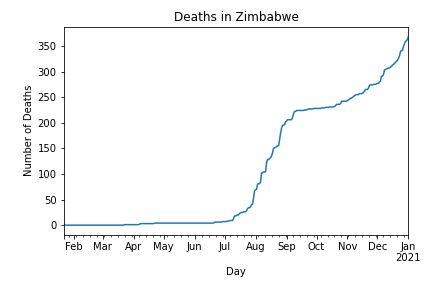 Deaths in Zimbabwe
350
300
250
200
150
100
50
0
Number of Deaths
Feb Mar Apr May Jun Jul Aug Sep Oct Nov Dec Jan
2021
Day